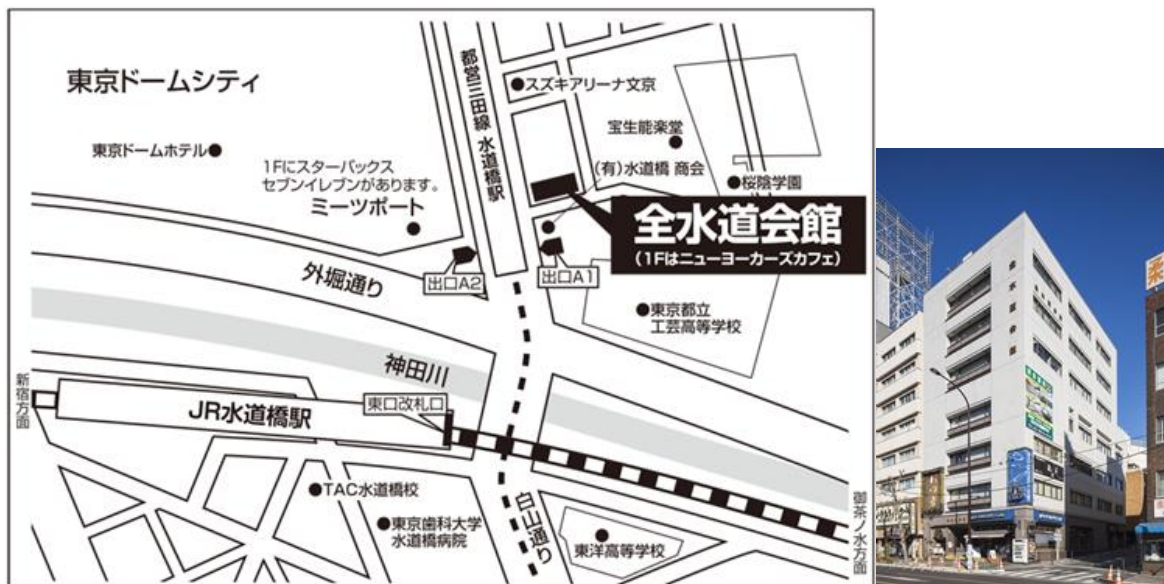 東京ドームシティ
東京ドームホテル
1Fにスターバックス
セブンイレブンがあります。
ミーツポート
都営三田線 水道橋駅
スズキアリーナ文京
宝生能楽堂
(有)水道橋 商会
桜蔭学園
全水道会館
(1Fはニューヨーカーズカフェ)
出口A2
出口A1
外堀通り
東京都立
工芸高等学校
神田川
新宿方面
JR水道橋駅
東口改札口
TAC水道橋校
東京歯科大学
水道橋病院
白山通り
東洋高等学校
御茶ノ水方面
全水道会館